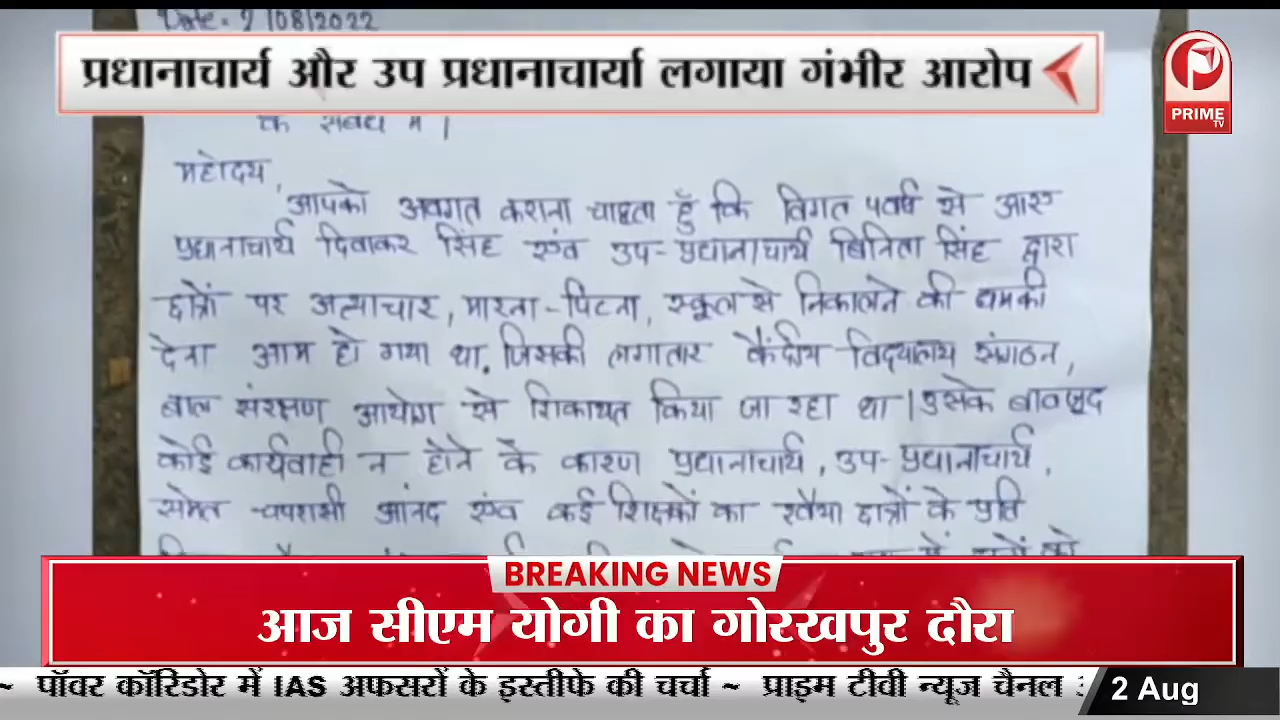 Date = 2/08/2022
प्रधानाचार्य और उप प्रधानाचार्या लगाया गंभीर आरोप
PRIME
TV
के संबंध में ।
महोदय,
आपको अवगत कराना चाहता हूँ कि विगत 4वर्ष से
प्रधानाचार्य दिवाकर सिंह एवं उप-प्रधानाचार्य बिनिता सिंह द्वारा
छात्रों पर अत्याचार, मारना-पिटना, स्कूल से निकालने की धमकी
देना आम हो गया था. जिसकी लगातार केंद्रीय विद्यालय संगठन,
बाल संरक्षण आयोग से शिकायत किया जा रहा था। उसके बावजूद
कोई कार्यवाही न होने के कारण प्रधानाचार्य, उप-प्रधानाचार्य,
समेत चपरासी आनंद एवं कई शिक्षकों का रवैया छात्रों के प्रति
BREAKING NEWS
आज सीएम योगी का गोरखपुर दौरा
~ पॉवर कॉरिडोर में IAS अफसरों के इस्तीफे की चर्चा ~ प्राइम टीवी न्यूज चैनल
2 Aug